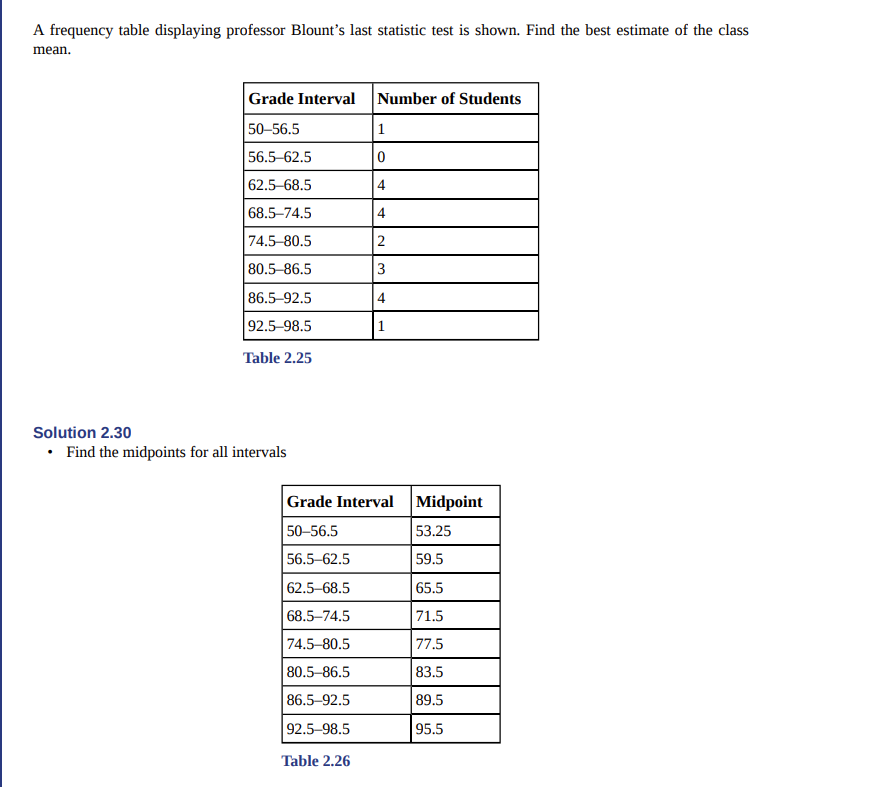 A frequency table displaying professor Blount’s last statistic test is shown. Find the best estimate of the class
mean.
Grade Interval Number of Students
50–56.5 1
56.5–62.5 0
62.5–68.5 4
68.5–74.5 4
74.5–80.5 2
80.5–86.5 3
86.5–92.5 4
92.5–98.5 1
Table 2.25
Solution 2.30
• Find the midpoints for all intervals
Grade Interval Midpoint
50–56.5 53.25
56.5–62.5 59.5
62.5–68.5 65.5
68.5–74.5 71.5
74.5–80.5 77.5
80.5–86.5 83.5
86.5–92.5 89.5
92.5–98.5 95.5
Table 2.26